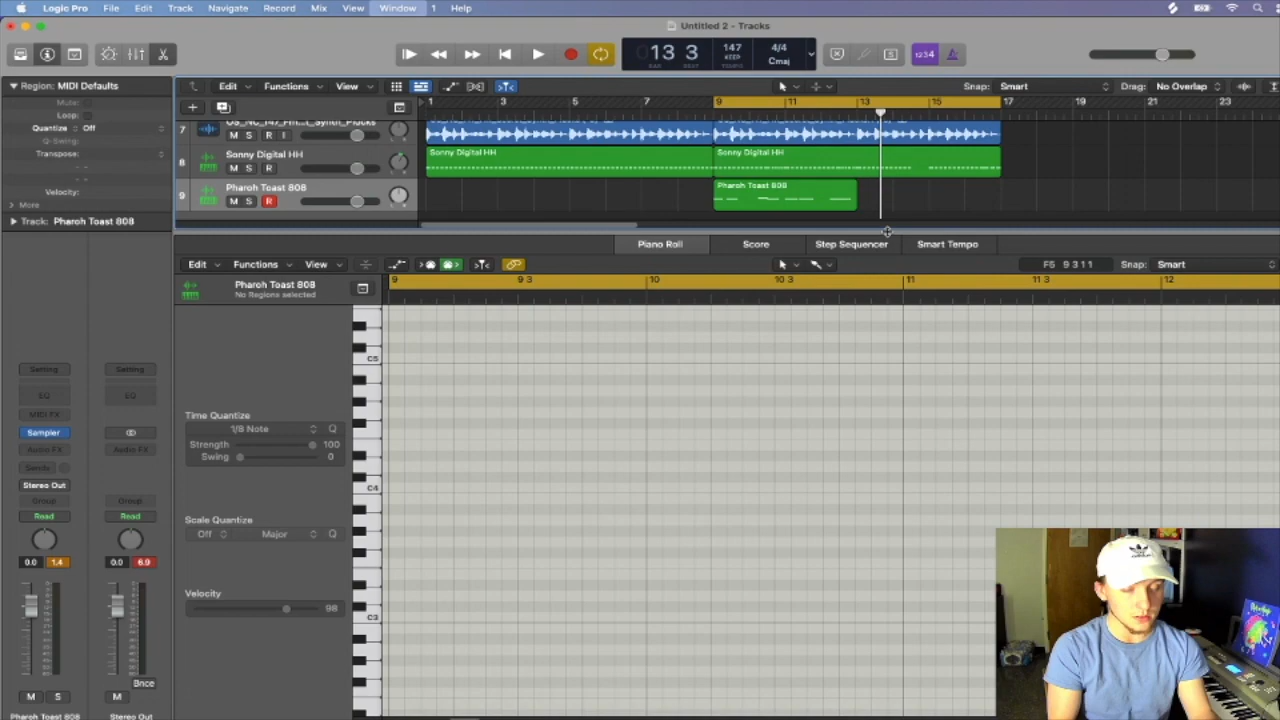 Logic Pro File Edit Track Navigate Record Mix View Window 1 Help
Untitled 2 - Tracks
13 3
BAR BEAT
147
KEEP
TEMPO
4/4
Cmaj
1234
Region: MIDI Defaults
Mute:
Loop:
Quantize Off
Q-Swing:
Transpose:
Velocity:
More
Track: Pharoh Toast 808
Edit Functions View
Snap: Smart Drag: No Overlap
1 3 5 7 9 11 13 15 17 19 21 23
7
M S R I
8 Sonny Digital HH
M S R
9 Pharoh Toast 808
M S R
Sonny Digital HH Sonny Digital HH
Pharoh Toast 808
Piano Roll Score Step Sequencer Smart Tempo
Edit Functions View
F5 9 3 1 1 Snap: Smart
9 9 3 10 10 3 11 11 3 12
Pharoh Toast 808
No Regions selected
C5
C4
C3
Time Quantize
1/8 Note Q
Strength 100
Swing 0
Scale Quantize
Off Major Q
Velocity
98
Setting Setting
EQ EQ
MIDI FX
Sampler
Audio FX Audio FX
Sends
Stereo Out
Group Group
Read Read
0.0 1.4 0.0 6.9
Bnce
M S M
Pharoh Toast 808 Stereo Out